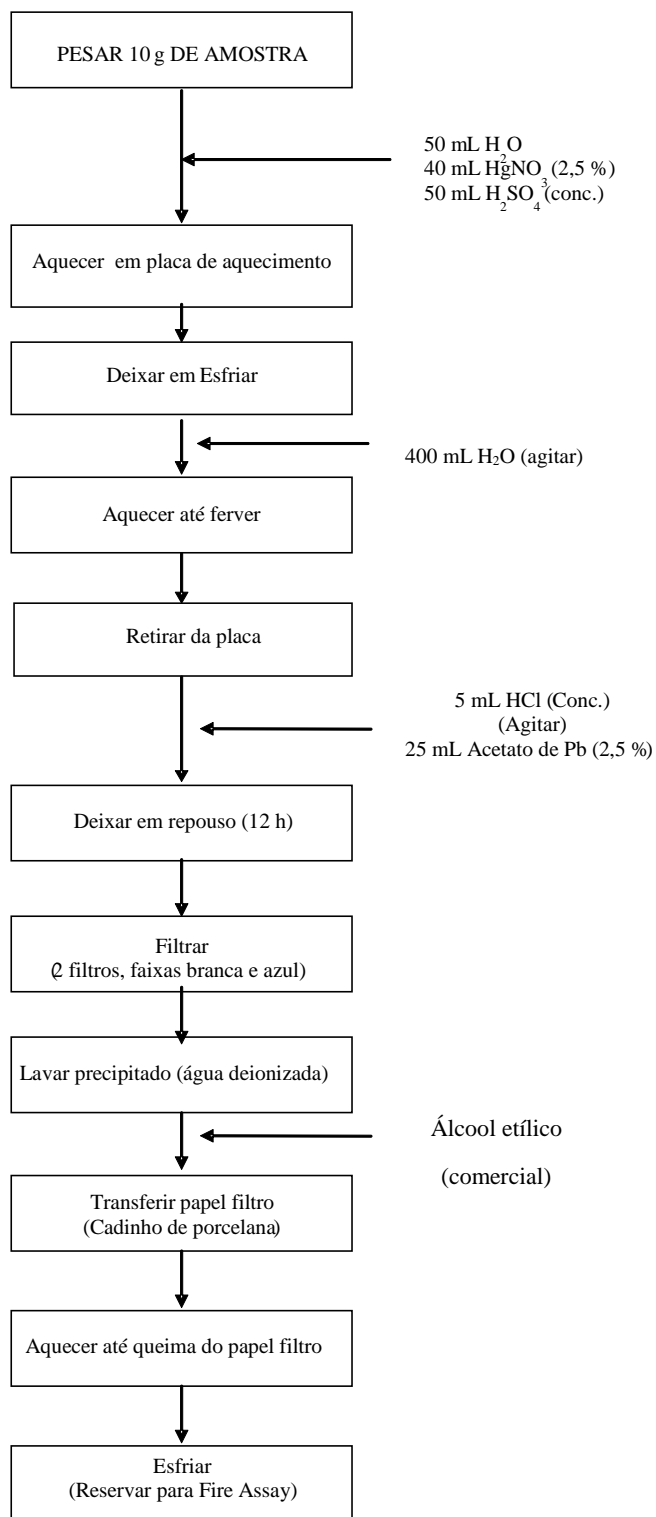 PESAR 10 g DE AMOSTRA
50 mL H₂O
40 mL HgNO₃ (2,5 %)
50 mL H₂SO₄ (conc.)
Aquecer em placa de aquecimento
Deixar em Esfriar
400 mL H₂O (agitar)
Aquecer até ferver
Retirar da placa
5 mL HCl (Conc.)
(Agitar)
25 mL Acetato de Pb (2,5 %)
Deixar em repouso (12 h)
Filtrar
(2 filtros, faixas branca e azul)
Lavar precipitado (água deionizada)
Álcool etílico
(comercial)
Transferir papel filtro
(Cadinho de porcelana)
Aquecer até queima do papel filtro
Esfriar
(Reservar para Fire Assay)